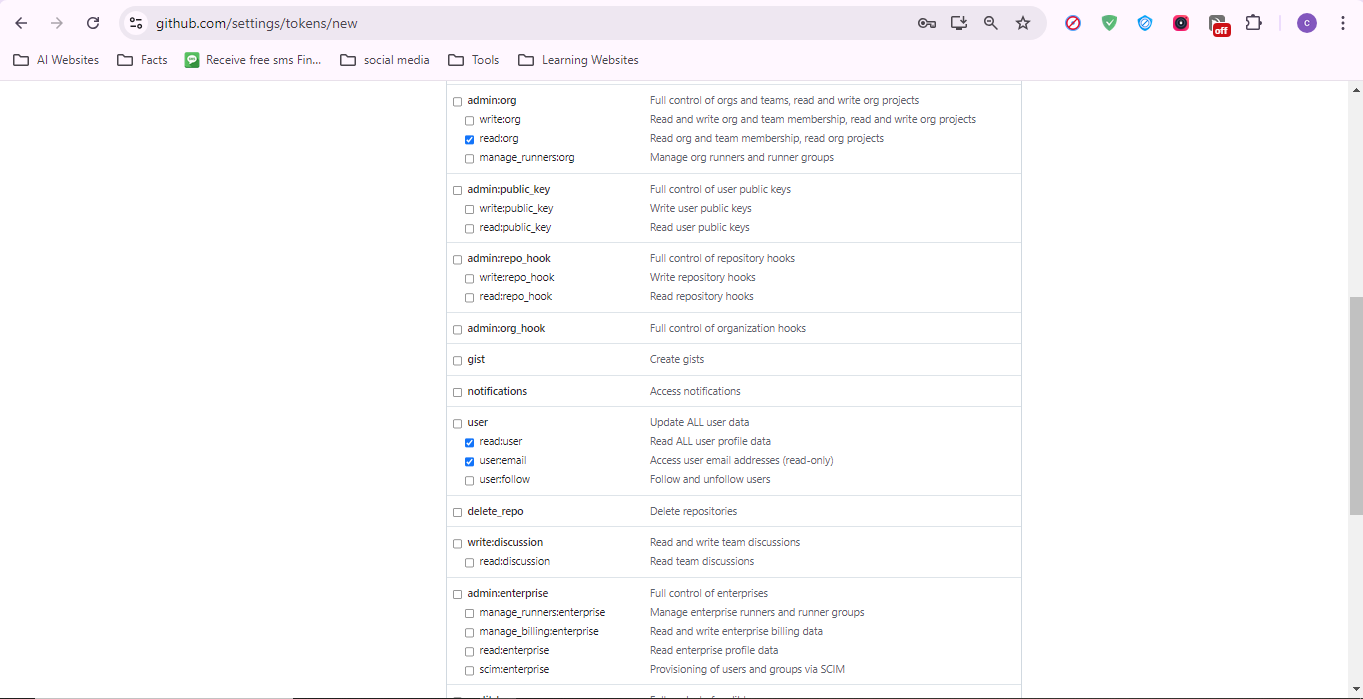 github.com/settings/tokens/new
off
c
AI Websites Facts Receive free sms Fin... social media Tools Learning Websites
admin:org Full control of orgs and teams, read and write org projects
write:org Read and write org and team membership, read and write org projects
read:org Read org and team membership, read org projects
manage_runners:org Manage org runners and runner groups
admin:public_key Full control of user public keys
write:public_key Write user public keys
read:public_key Read user public keys
admin:repo_hook Full control of repository hooks
write:repo_hook Write repository hooks
read:repo_hook Read repository hooks
admin:org_hook Full control of organization hooks
gist Create gists
notifications Access notifications
user Update ALL user data
read:user Read ALL user profile data
user:email Access user email addresses (read-only)
user:follow Follow and unfollow users
delete_repo Delete repositories
write:discussion Read and write team discussions
read:discussion Read team discussions
admin:enterprise Full control of enterprises
manage_runners:enterprise Manage enterprise runners and runner groups
manage_billing:enterprise Read and write enterprise billing data
read:enterprise Read enterprise profile data
scim:enterprise Provisioning of users and groups via SCIM